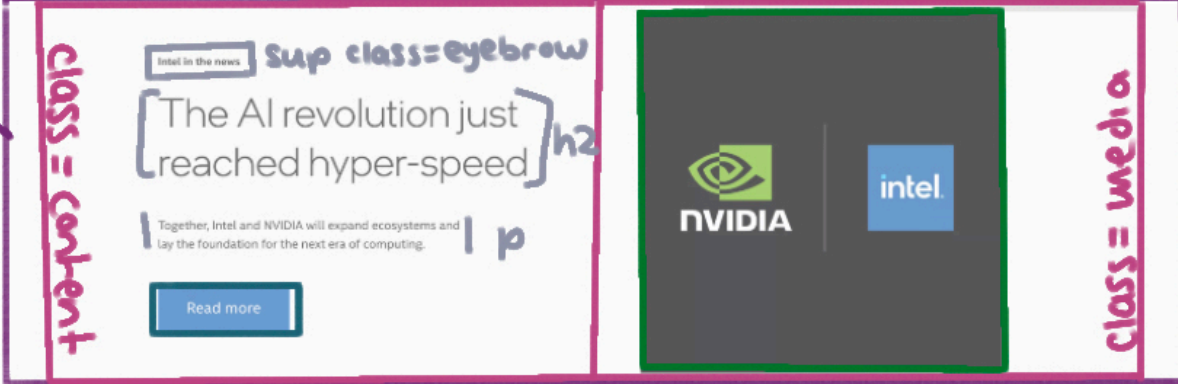 class = content
Intel in the news
sup class=eyebrow
The AI revolution just
reached hyper-speed
h2
Together, Intel and NVIDIA will expand ecosystems and
lay the foundation for the next era of computing.
p
Read more
nVIDIA
intel.
class = media